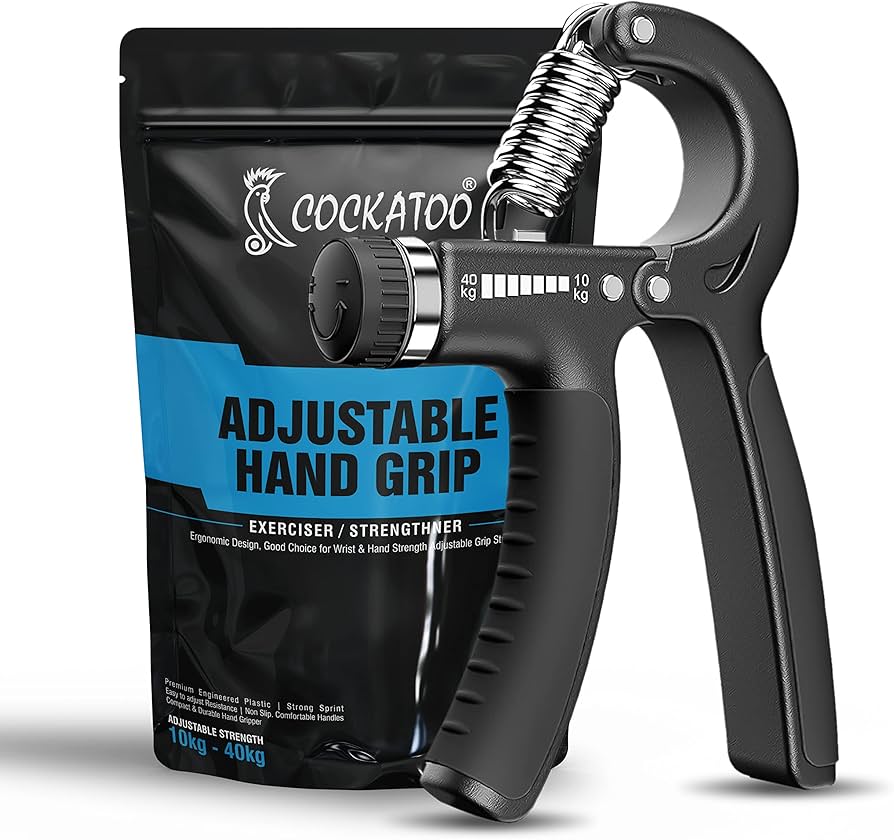 COCKATOO®
ADJUSTABLE
HAND GRIP
EXERCISER / STRENGTHNER
Ergonomic Design, Good Choice for Wrist & Hand Strength Adjustable Grip
Premium Engineered Plastic | Strong Sprint
Easy to adjust Resistance | Non Slip. Comfortable Handles
Compact & Durable Hand Gripper
ADJUSTABLE STRENGTH
10kg - 40kg
40 kg
10 kg